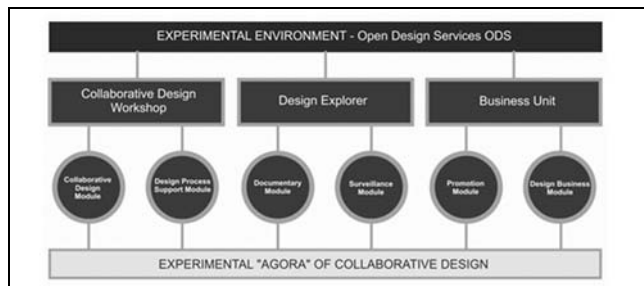 EXPERIMENTAL ENVIRONMENT - Open Design Services ODS
Collaborative Design
Workshop
Design Explorer
Business Unit
Collaborative
Design
Module
Design Process
Support Module
Documentary
Module
Surveillance
Module
Promotion
Module
Design Business
Module
EXPERIMENTAL "AGORA" OF COLLABORATIVE DESIGN